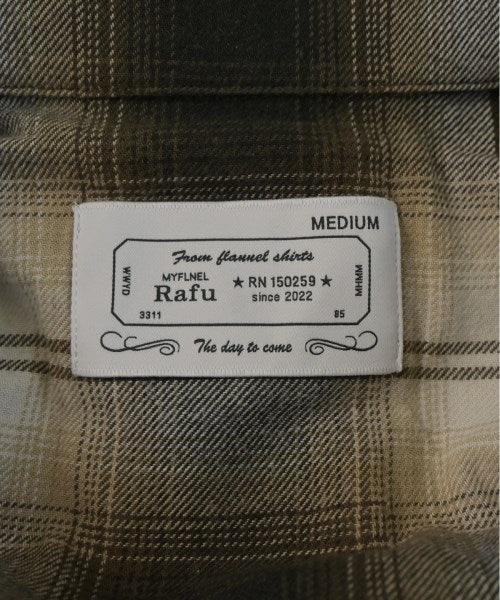 MEDIUM
From flannel shirts
MYFLNEL
Rafu
★ RN 150259 ★
since 2022
WWYD
MHMM
3311
85
The day to come